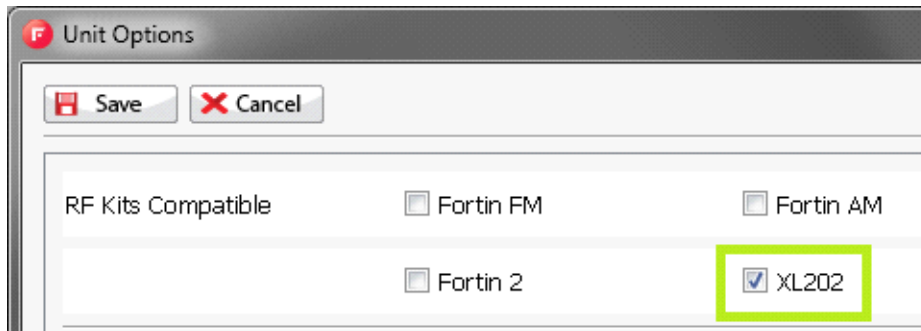 Unit Options
Save Cancel
RF Kits Compatible Fortin FM Fortin AM
Fortin 2 XL202